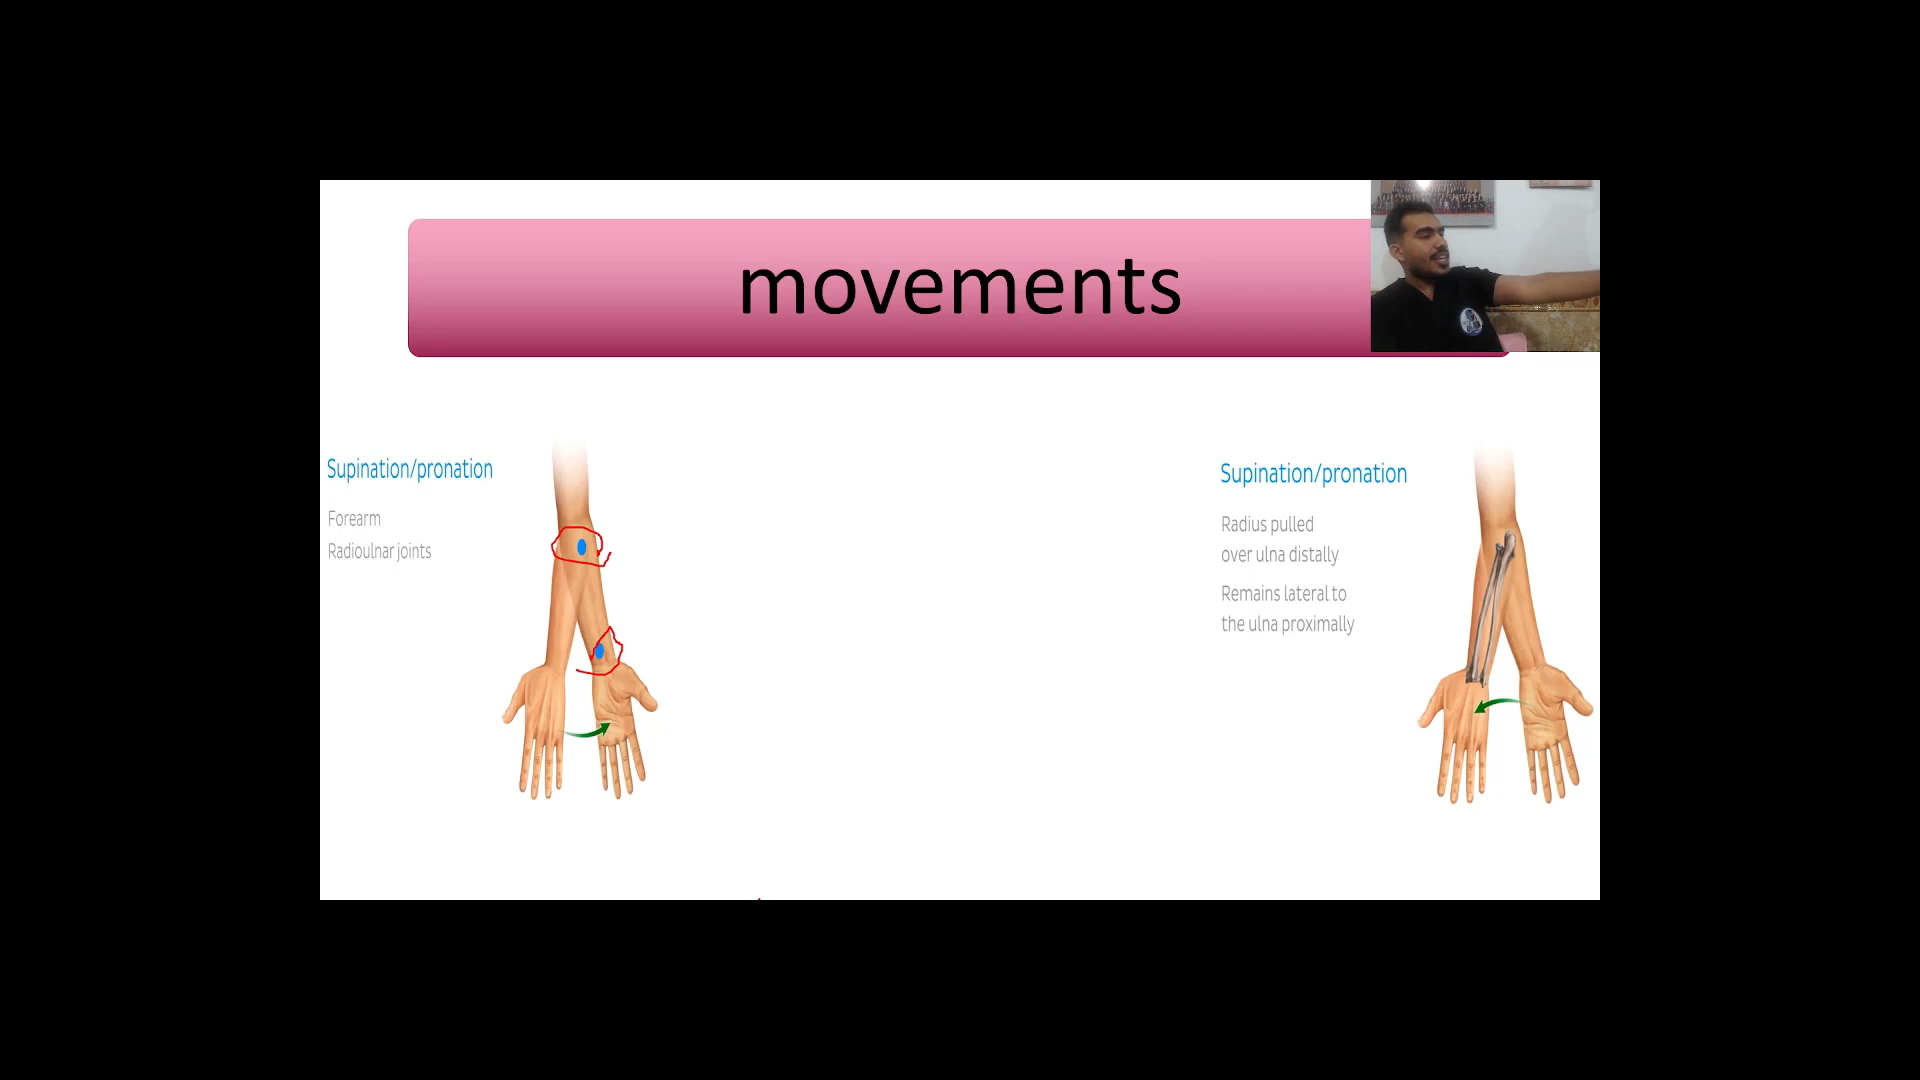 movements
Supination/pronation
Forearm
Radioulnar joints
Supination/pronation
Radius pulled
over ulna distally
Remains lateral to
the ulna proximally